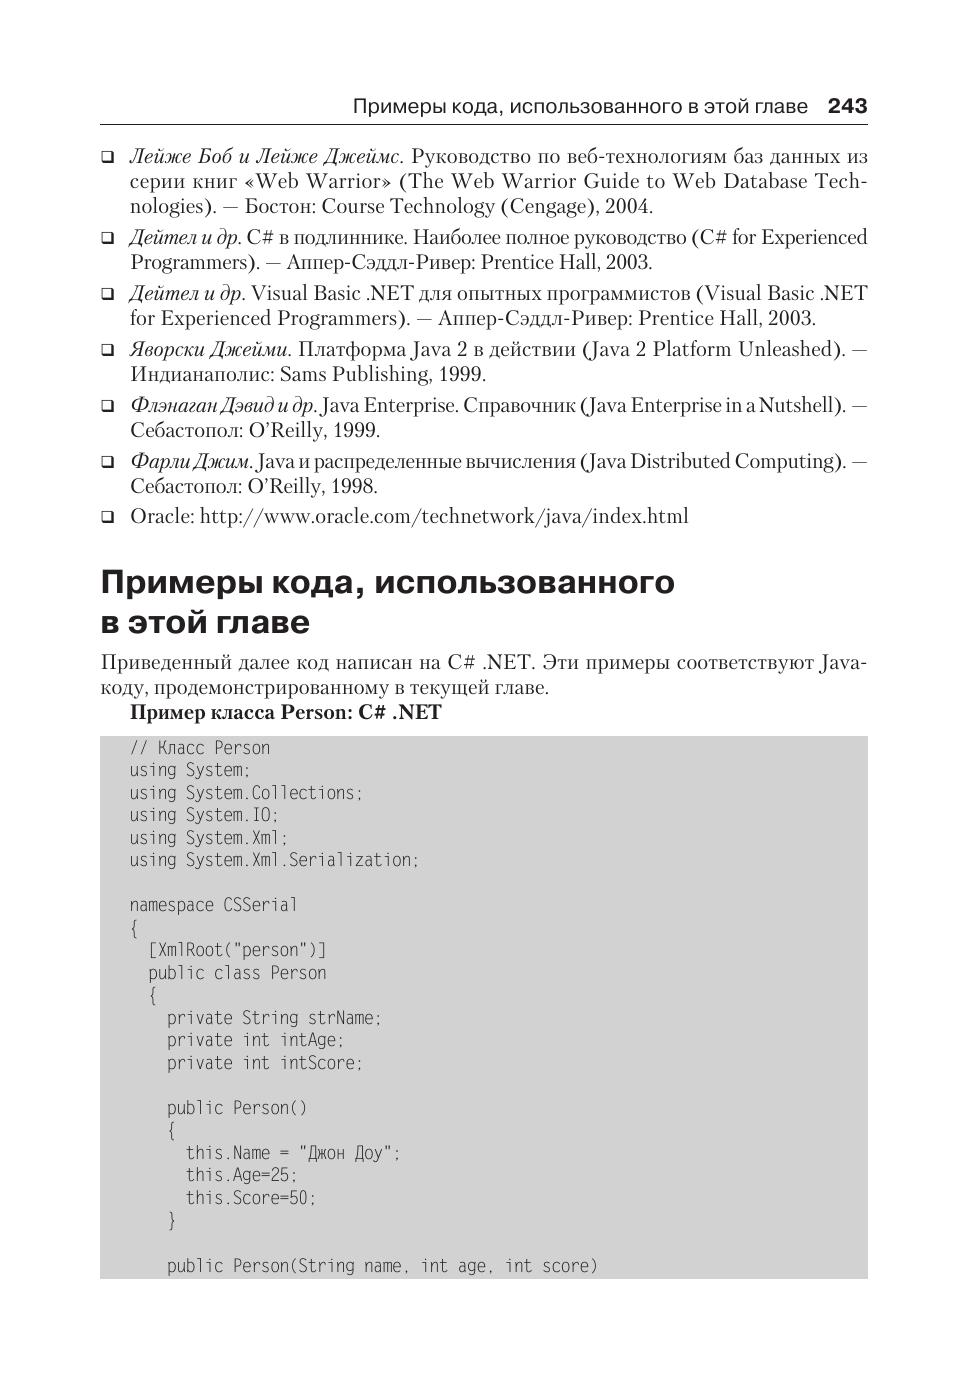 Примеры кода, использованного в этой главе 243
❑ Лейже Боб и Лейже Джеймс. Руководство по веб-технологиям баз данных из
серии книг «Web Warrior» (The Web Warrior Guide to Web Database Tech-
nologies). — Бостон: Course Technology (Cengage), 2004.
❑ Дейтел и др. C# в подлиннике. Наиболее полное руководство (C# for Experienced
Programmers). — Аппер-Сэддл-Ривер: Prentice Hall, 2003.
❑ Дейтел и др. Visual Basic .NET для опытных программистов (Visual Basic .NET
for Experienced Programmers). — Аппер-Сэддл-Ривер: Prentice Hall, 2003.
❑ Яворски Джейми. Платформа Java 2 в действии (Java 2 Platform Unleashed). —
Индианаполис: Sams Publishing, 1999.
❑ Флэнаган Дэвид и др. Java Enterprise. Справочник (Java Enterprise in a Nutshell). —
Себастопол: O’Reilly, 1999.
❑ Фарли Джим. Java и распределенные вычисления (Java Distributed Computing). —
Себастопол: O’Reilly, 1998.
❑ Oracle: http://www.oracle.com/technetwork/java/index.html
Примеры кода, использованного
в этой главе
Приведенный далее код написан на C# .NET. Эти примеры соответствуют Java-
коду, продемонстрированному в текущей главе.
Пример класса Person: C# .NET
// Класс Person
using System;
using System.Collections;
using System.IO;
using System.Xml;
using System.Xml.Serialization;
namespace CSSerial
{
[XmlRoot("person")]
public class Person
{
private String strName;
private int intAge;
private int intScore;
public Person()
{
this.Name = "Джон Доу";
this.Age=25;
this.Score=50;
}
public Person(String name, int age, int score)